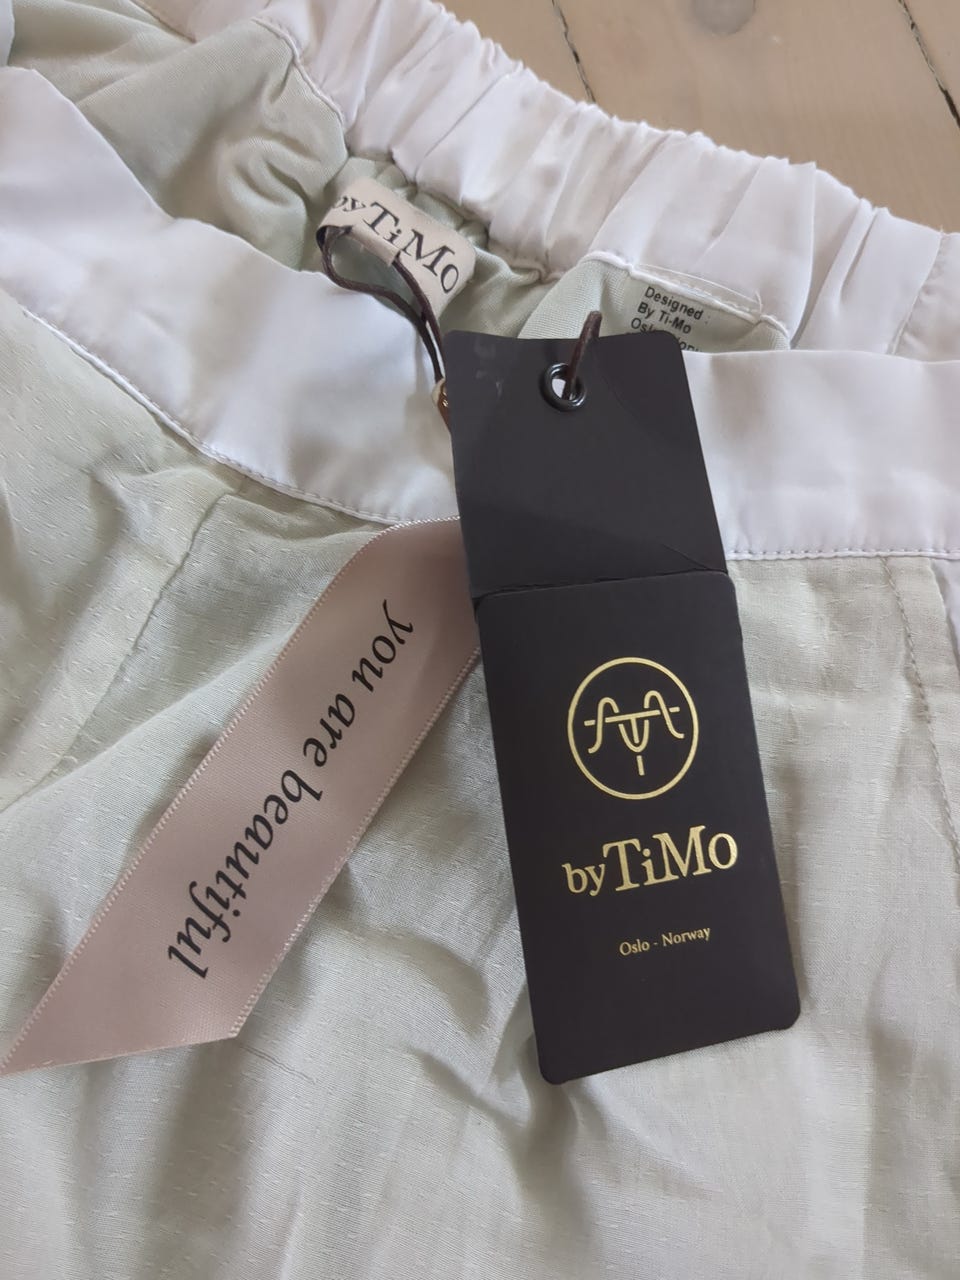 byTiMo
Designed :
By Ti-Mo
you are beautiful
byTiMo
Oslo - Norway